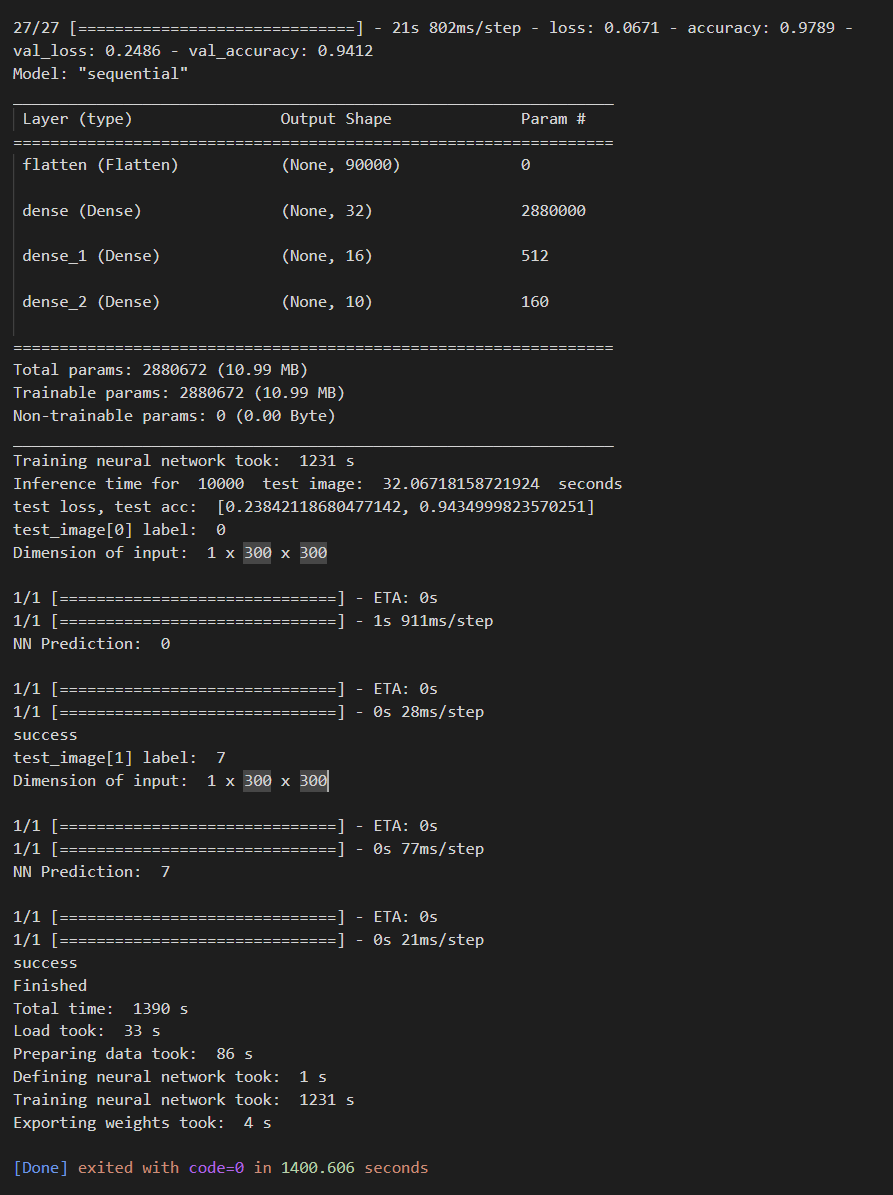 27/27 [==============================] - 21s 802ms/step - loss: 0.0671 - accuracy: 0.9789 -
val_loss: 0.2486 - val_accuracy: 0.9412
Model: "sequential"
_________________________________________________________________
Layer (type)                Output Shape              Param #
=================================================================
flatten (Flatten)           (None, 90000)             0
dense (Dense)               (None, 32)                2880000
dense_1 (Dense)             (None, 16)                512
dense_2 (Dense)             (None, 10)                160
=================================================================
Total params: 2880672 (10.99 MB)
Trainable params: 2880672 (10.99 MB)
Non-trainable params: 0 (0.00 Byte)
_________________________________________________________________
Training neural network took:  1231 s
Inference time for  10000  test image:  32.06718158721924  seconds
test loss, test acc:  [0.23842118680477142, 0.9434999823570251]
test_image[0] label:  0
Dimension of input:  1 x 300 x 300
1/1 [==============================] - ETA: 0s
1/1 [==============================] - 1s 911ms/step
NN Prediction:  0
1/1 [==============================] - ETA: 0s
1/1 [==============================] - 0s 28ms/step
success
test_image[1] label:  7
Dimension of input:  1 x 300 x 300
1/1 [==============================] - ETA: 0s
1/1 [==============================] - 0s 77ms/step
NN Prediction:  7
1/1 [==============================] - ETA: 0s
1/1 [==============================] - 0s 21ms/step
success
Finished
Total time:  1390 s
Load took:  33 s
Preparing data took:  86 s
Defining neural network took:  1 s
Training neural network took:  1231 s
Exporting weights took:  4 s
[Done] exited with code=0 in 1400.606 seconds